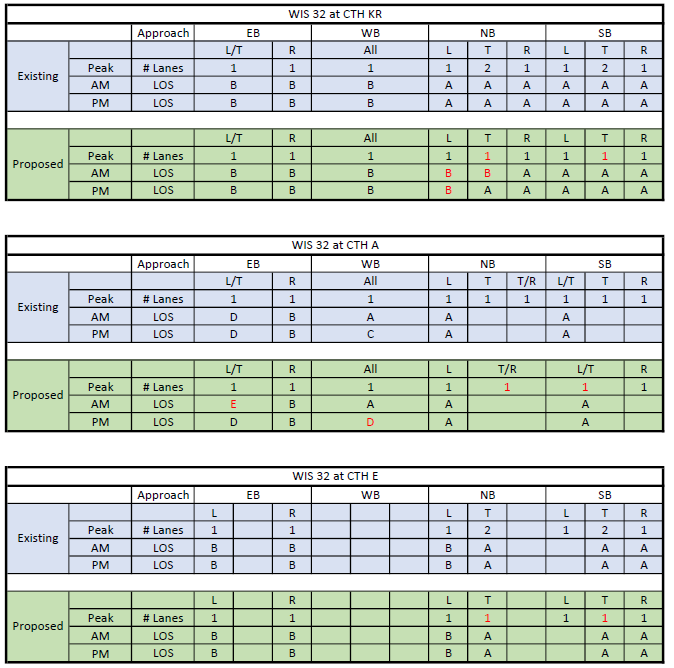 WIS 32 at CTH KR
Approach EB WB NB SB
L/T R All L T R L T R
Existing
Peak # Lanes 1 1 1 1 2 1 1 2 1
AM LOS B B B A A A A A A
PM LOS B B B A A A A A A
L/T R All L T R L T R
Proposed
Peak # Lanes 1 1 1 1 1 1 1 1 1
AM LOS B B B B B A A A A
PM LOS B B B B A A A A A
WIS 32 at CTH A
Approach EB WB NB SB
L/T R All L T T/R L/T T R
Existing
Peak # Lanes 1 1 1 1 1 1 1 1 1
AM LOS D B A A A
PM LOS D B C A A
L/T R All L T/R L/T R
Proposed
Peak # Lanes 1 1 1 1 1 1 1
AM LOS E B A A A
PM LOS D B D A A
WIS 32 at CTH E
Approach EB WB NB SB
L R L T L T R
Existing
Peak # Lanes 1 1 1 2 1 2 1
AM LOS B B B A A A
PM LOS B B B A A A
L R L T L T R
Proposed
Peak # Lanes 1 1 1 1 1 1 1
AM LOS B B B A A A
PM LOS B B B A A A